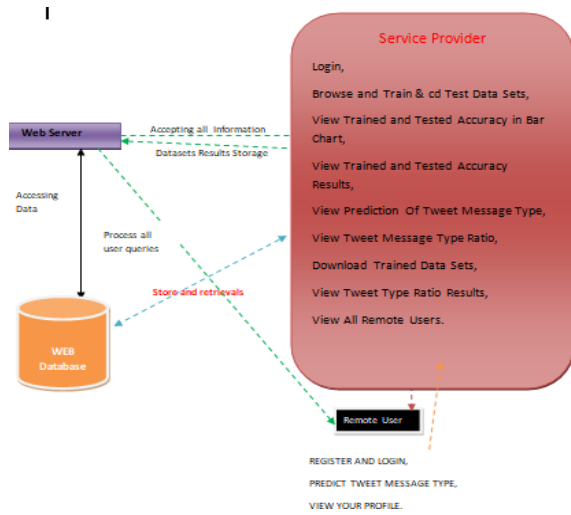 Service Provider
Login,
Browse and Train & cd Test Data Sets,
View Trained and Tested Accuracy in Bar
Chart,
View Trained and Tested Accuracy
Results,
View Prediction Of Tweet Message Type,
View Tweet Message Type Ratio,
Download Trained Data Sets,
View Tweet Type Ratio Results,
View All Remote Users.
Web Server
Accepting all Information
Datasets Results Storage
Accessing
Data
Process all
user queries
Store and retrievals
WEB
Database
Remote User
REGISTER AND LOGIN,
PREDICT TWEET MESSAGE TYPE,
VIEW YOUR PROFILE.